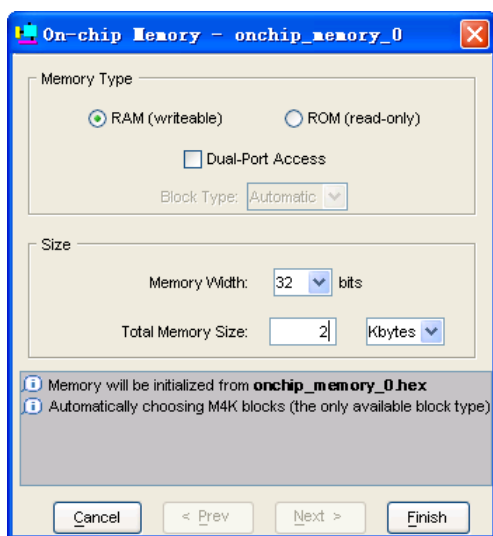 On-chip Memory - onchip_memory_0
Memory Type
RAM (writeable) ROM (read-only)
Dual-Port Access
Block Type: Automatic
Size
Memory Width: 32 bits
Total Memory Size: 2 Kbytes
Memory will be initialized from onchip_memory_0.hex
Automatically choosing M4K blocks (the only available block type)
Cancel < Prev Next > Finish